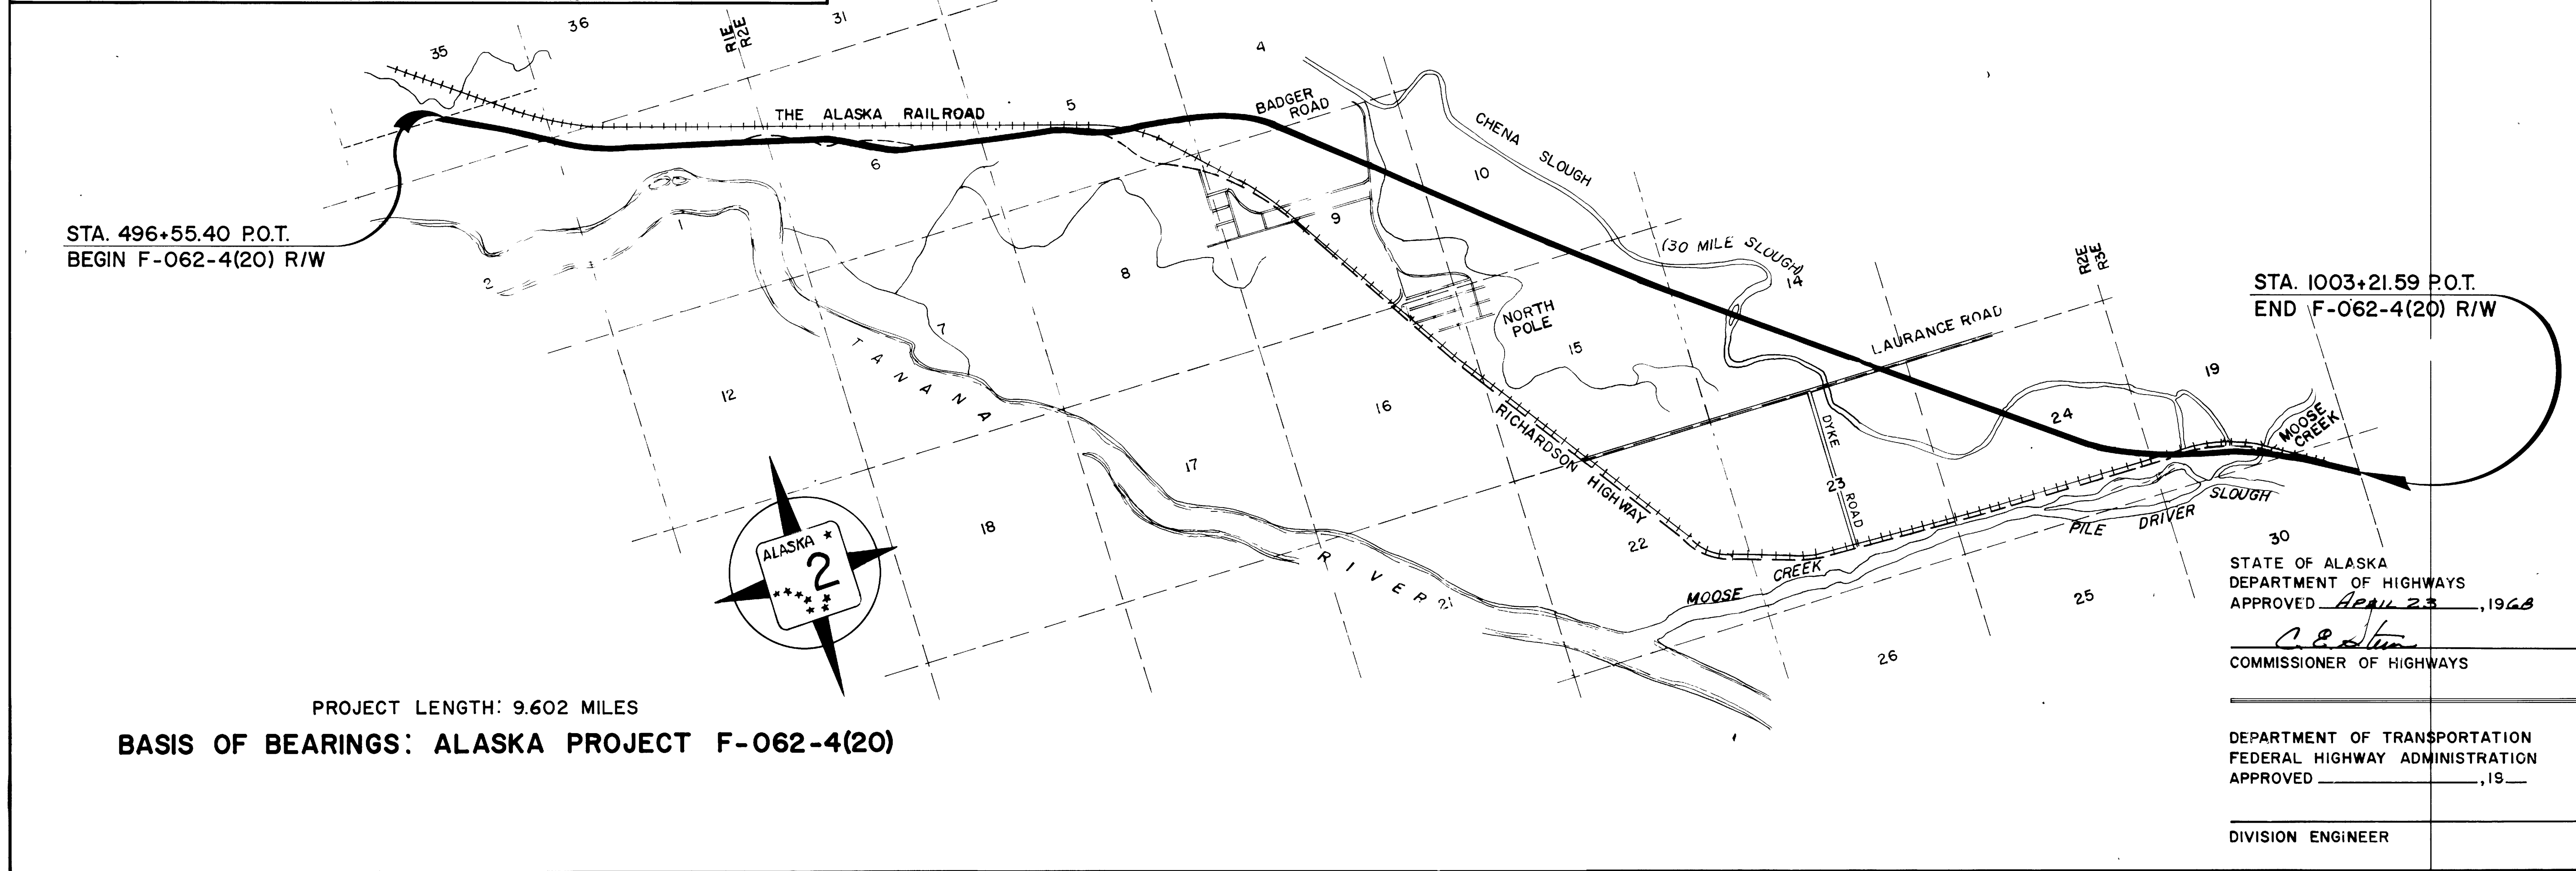 35
36
R1E
R2E
31
4
5
THE ALASKA RAILROAD
6
BADGER
ROAD
CHENA
SLOUGH
10
9
(30 MILE SLOUGH)
14
R2E
R3E
STA. 496+55.40 P.O.T.
BEGIN F-062-4(20) R/W
STA. 1003+21.59 P.O.T.
END F-062-4(20) R/W
1
2
8
7
NORTH
POLE
15
LAURANCE ROAD
19
TANANA
12
16
24
MOOSE
CREEK
RICHARDSON
HIGHWAY
DYKE
23
ROAD
17
18
SLOUGH
DRIVER
PILE
22
30
ALASKA
2
RIVER
21
CREEK
MOOSE
25
26
STATE OF ALASKA
DEPARTMENT OF HIGHWAYS
APPROVED APRIL 23, 1968
COMMISSIONER OF HIGHWAYS
PROJECT LENGTH: 9.602 MILES
BASIS OF BEARINGS: ALASKA PROJECT F-062-4(20)
DEPARTMENT OF TRANSPORTATION
FEDERAL HIGHWAY ADMINISTRATION
APPROVED ,19
DIVISION ENGINEER